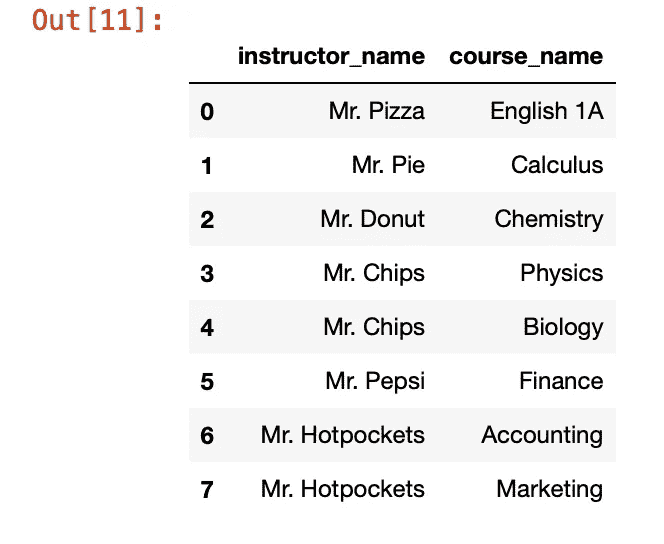 Out[11]:
instructor_name course_name
0 Mr. Pizza English 1A
1 Mr. Pie Calculus
2 Mr. Donut Chemistry
3 Mr. Chips Physics
4 Mr. Chips Biology
5 Mr. Pepsi Finance
6 Mr. Hotpockets Accounting
7 Mr. Hotpockets Marketing